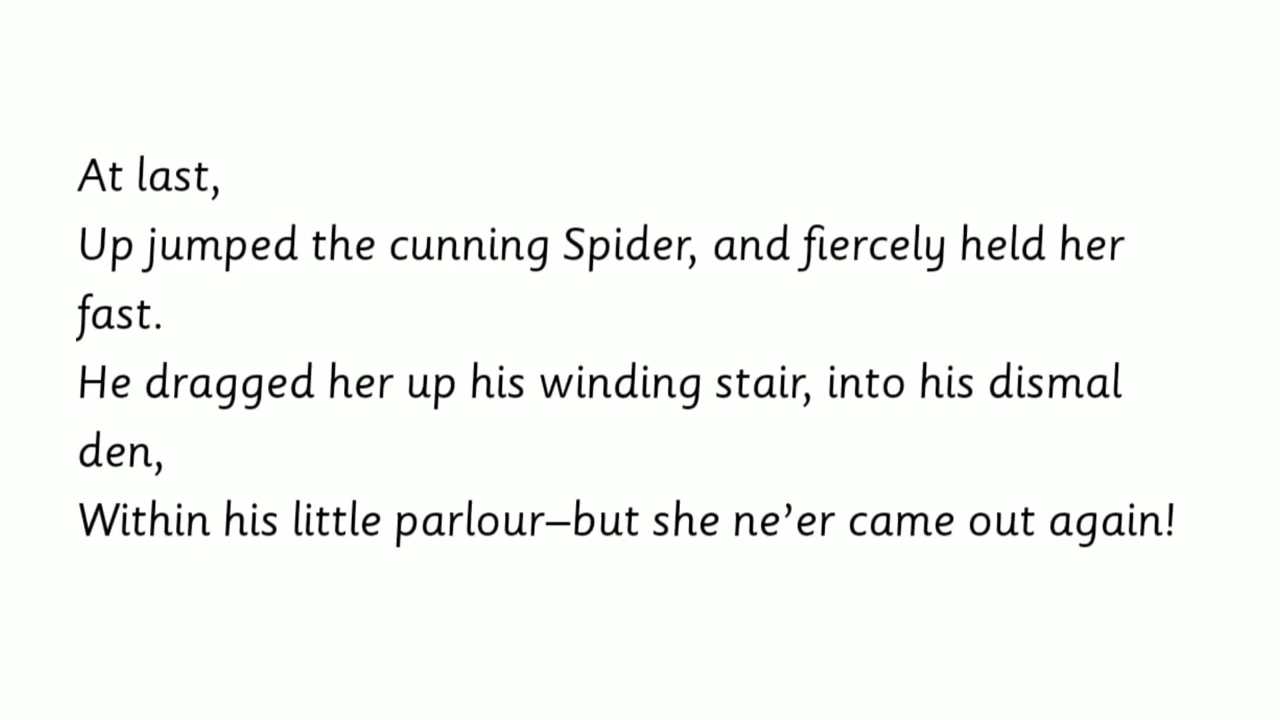 At last,
Up jumped the cunning Spider, and fiercely held her
fast.
He dragged her up his winding stair, into his dismal
den,
Within his little parlour–but she ne’er came out again!